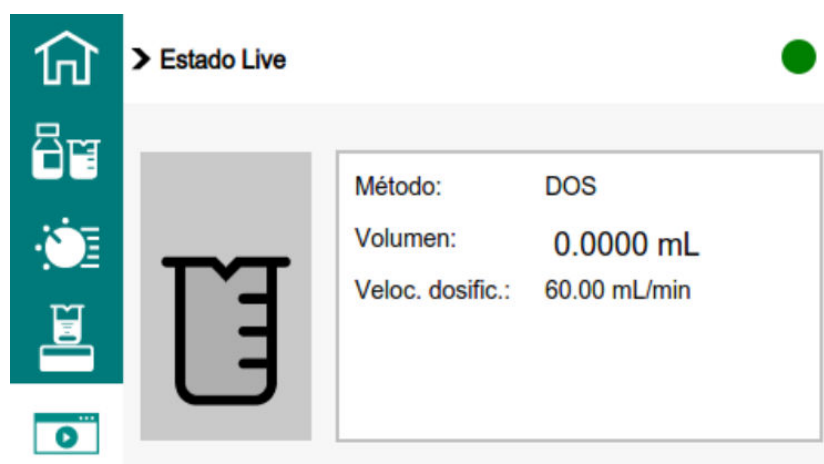 Estado Live
Método: DOS
Volumen: 0.0000 mL
Veloc. dosific.: 60.00 mL/min